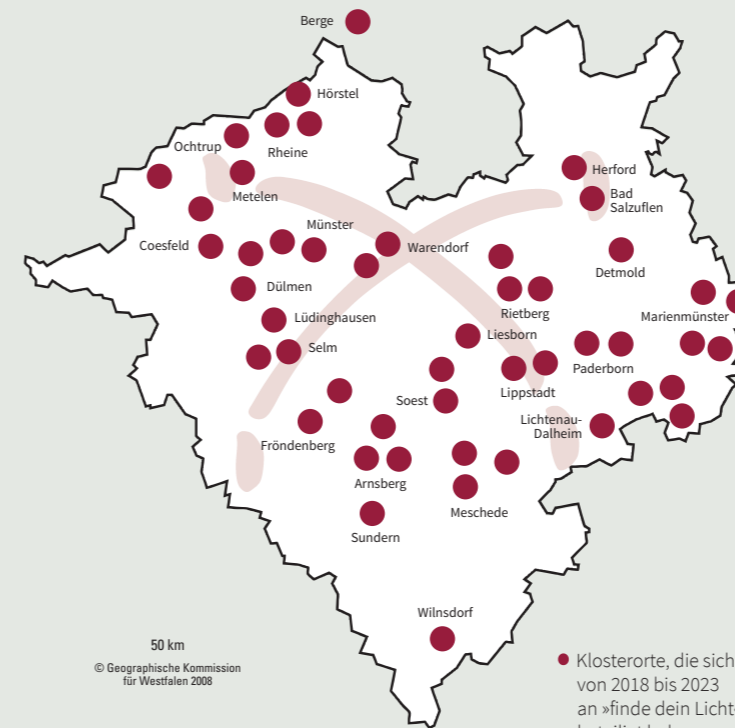 Berge
Hörstel
Ochtrup
Rheine
Metelen
Herford
Bad
Salzuflen
Münster
Coesfeld
Warendorf
Detmold
Dülmen
Rietberg
Marienmünster
Lüdinghausen
Liesborn
Selm
Paderborn
Lippstadt
Soest
Lichtenau-
Dalheim
Fröndenberg
Arnsberg
Meschede
Sundern
Wilnsdorf
50 km
© Geographische Kommission
für Westfalen 2008
Klosterorte, die sich
von 2018 bis 2023
an »finde dein Licht-